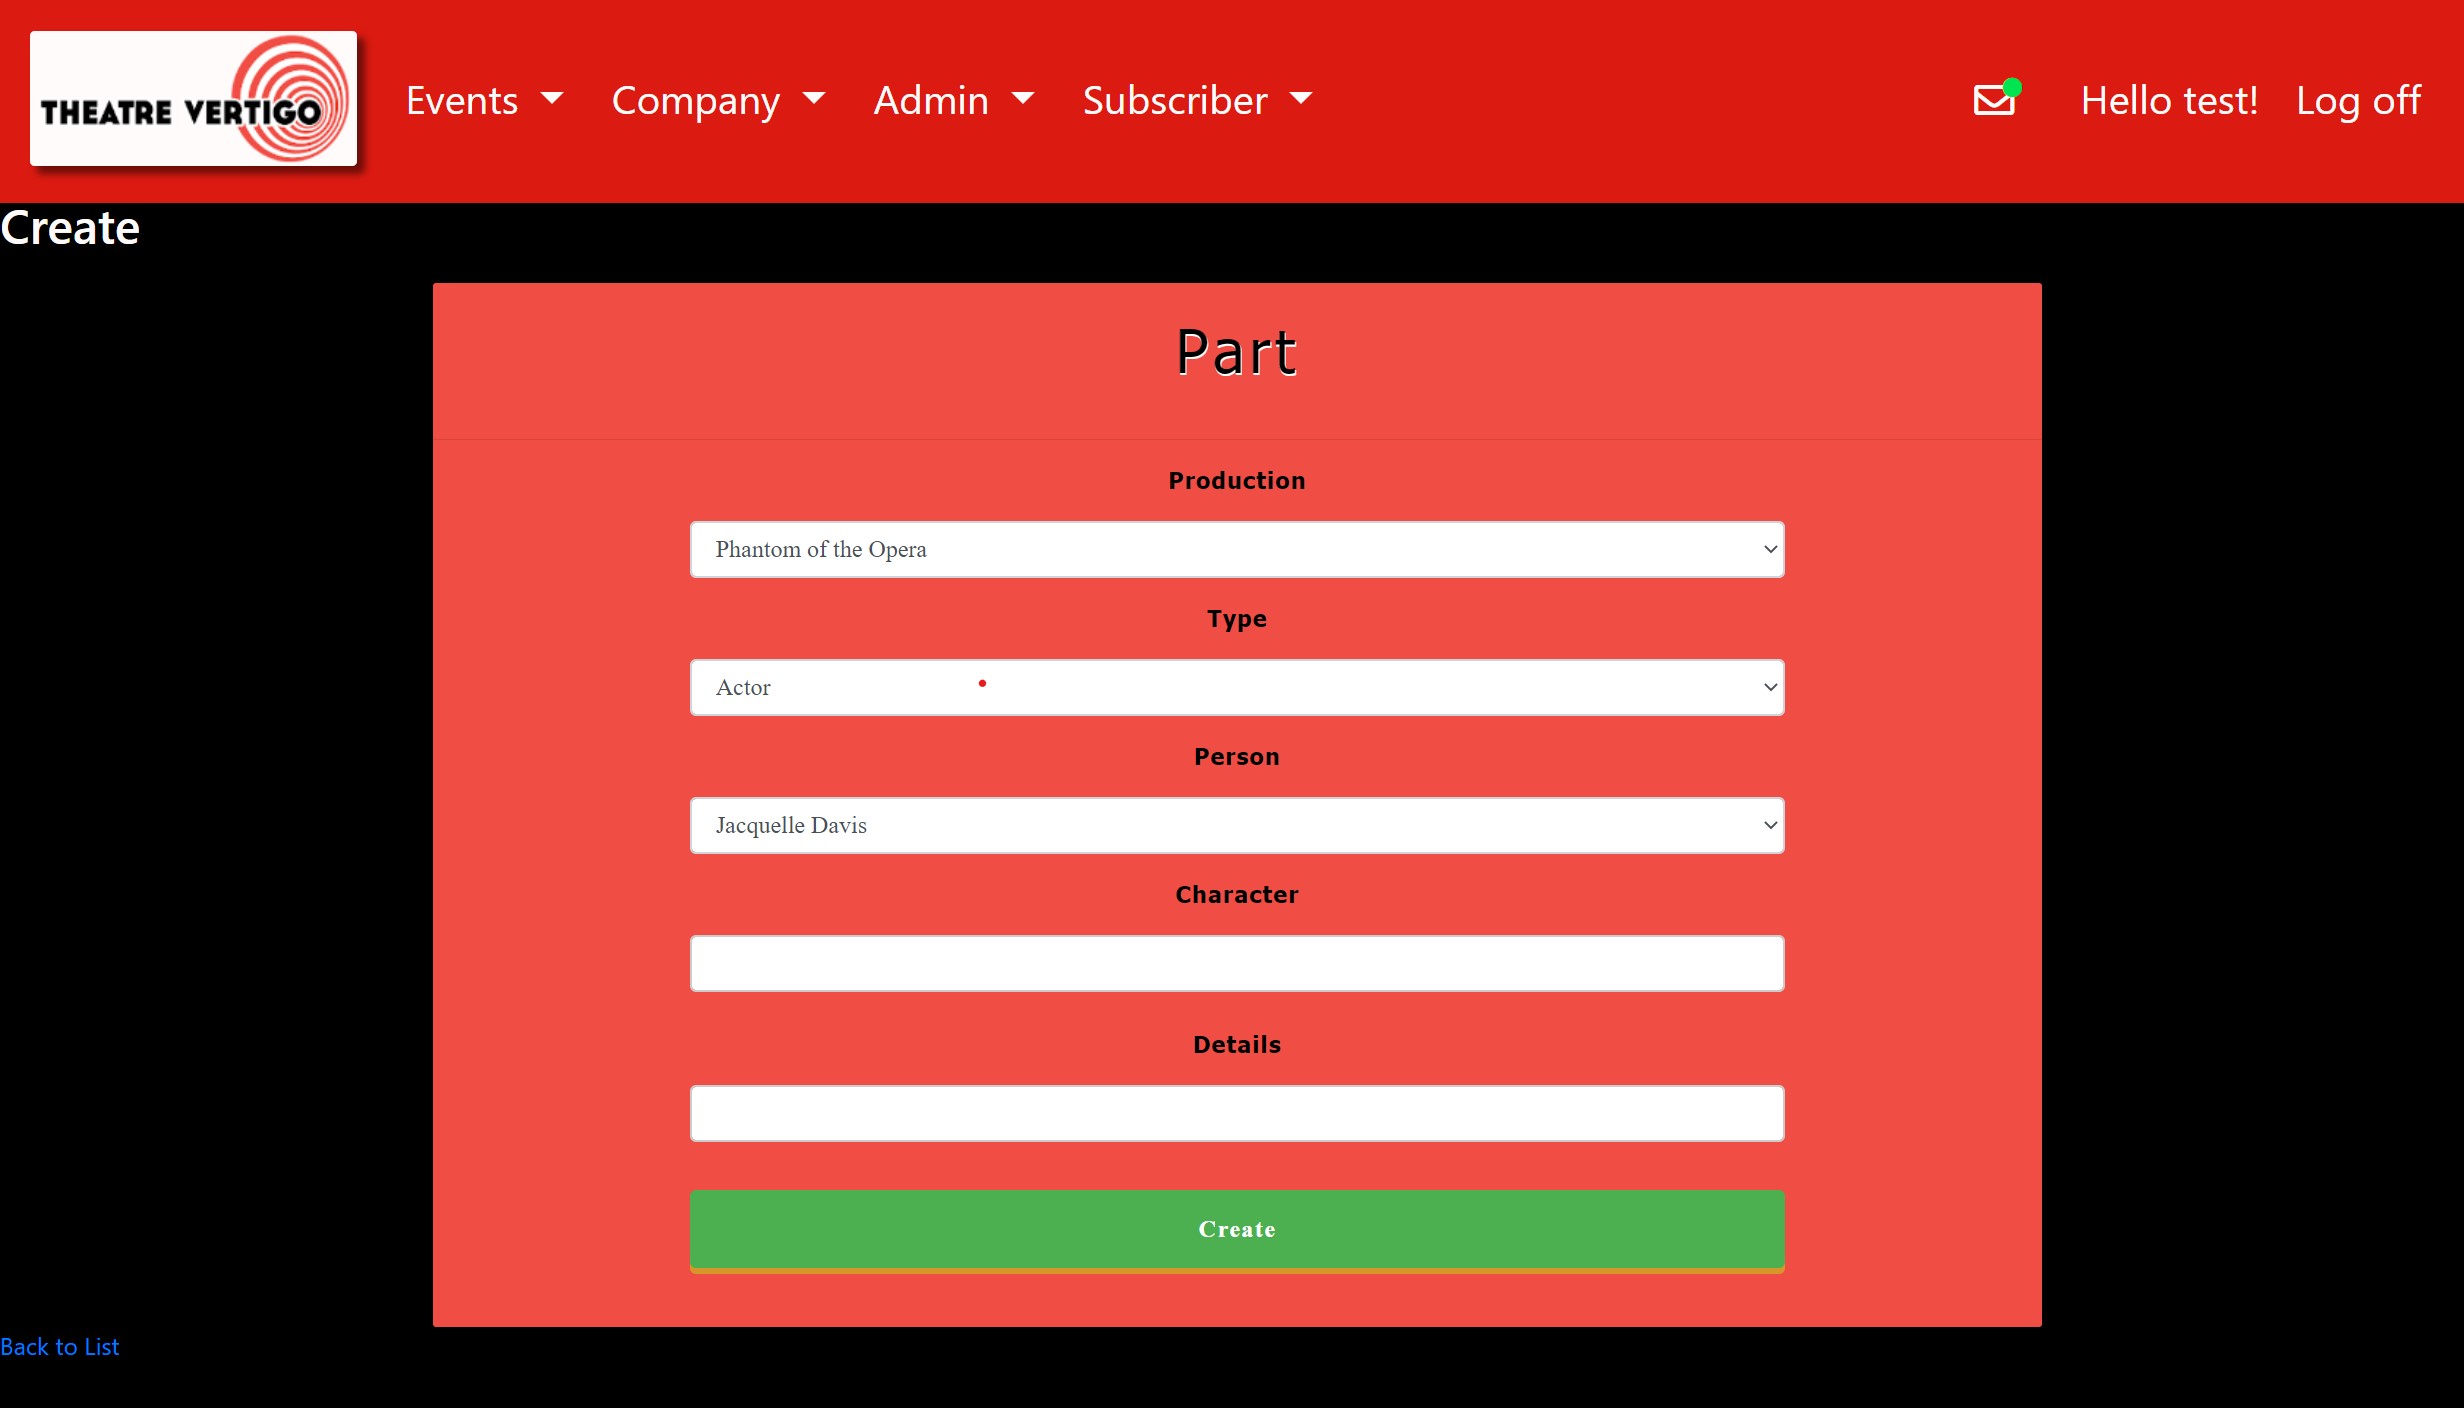 THEATRE VERTIGO
Events Company Admin Subscriber Hello test! Log off
Create
Part
Production
Phantom of the Opera
Type
Actor
Person
Jacquelle Davis
Character
Details
Create
Back to List